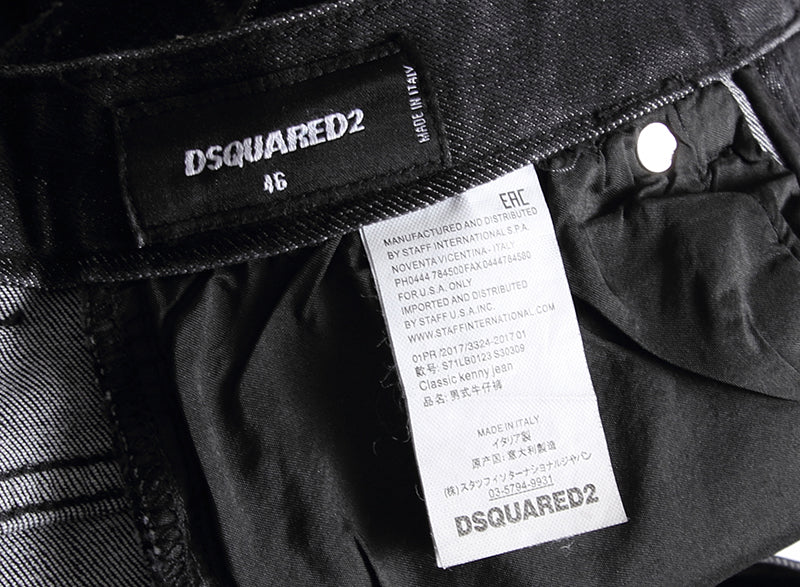 DSQUARED2
46
MADE IN ITALY
EAC
MANUFACTURED AND DISTRIBUTED
BY STAFF INTERNATIONAL S.P.A.
NOVENTA VICENTINA - ITALY
PH0444 784500FAX0444784580
FOR U.S.A. ONLY
IMPORTED AND DISTRIBUTED
BY STAFF U.S.A.INC.
WWW.STAFFINTERNATIONAL.COM
01PR /2017/3324-2017 01
款号: S71LB0123 S30309
Classic kenny jean
品名: 男式牛仔裤
MADE IN ITALY
イタリア製
原产国: 意大利製造
(株)スタッフインターナショナルジャパン
03-5794-9931
DSQUARED2